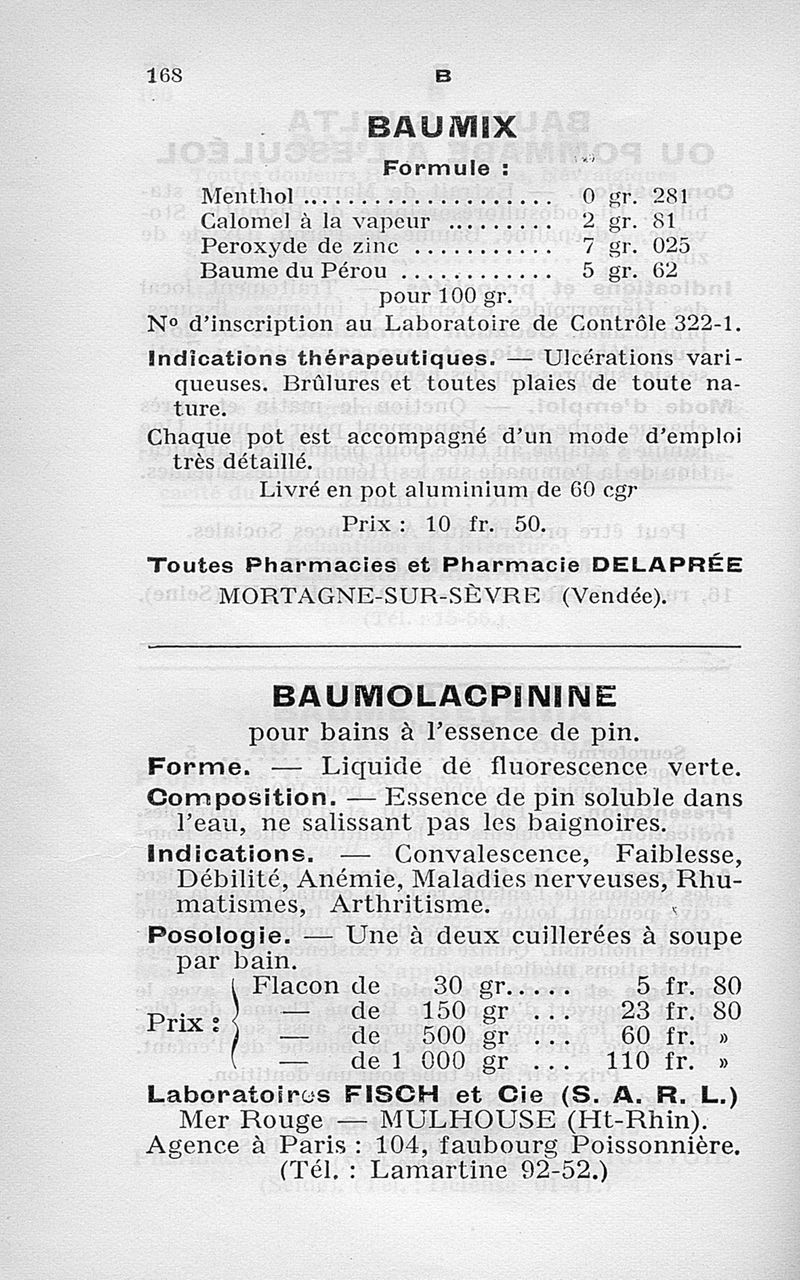 168 B
BAUMIX
Formule :
Menthol ................... 0 gr. 281
Calomel à la vapeur .......... 2 gr. 81
Peroxyde de zinc ............ 7 gr. 025
Baume du Pérou ............ 5 gr. 62
pour 100 gr.
Nº d'inscription au Laboratoire de Contrôle 322-1.
Indications thérapeutiques. — Ulcérations vari-
queuses. Brûlures et toutes plaies de toute na-
ture.
Chaque pot est accompagné d'un mode d'emploi
très détaillé.
Livré en pot aluminium de 60 cgr
Prix : 10 fr. 50.
Toutes Pharmacies et Pharmacie DELAPRÉE
MORTAGNE-SUR-SÈVRE (Vendée).
BAUMOLACPININE
pour bains à l'essence de pin.
Forme. — Liquide de fluorescence verte.
Composition. — Essence de pin soluble dans
l'eau, ne salissant pas les baignoires.
Indications. — Convalescence, Faiblesse,
Débilité, Anémie, Maladies nerveuses, Rhu-
matismes, Arthritisme.
Posologie. — Une à deux cuillerées à soupe
par bain.
Flacon de 30 gr...... 5 fr. 80
— de 150 gr .... 23 fr. 80
Prix :
— de 500 gr ... 60 fr. »
— de 1 000 gr ... 110 fr. »
Laboratoires FISCH et Cie (S. A. R. L.)
Mer Rouge — MULHOUSE (Ht-Rhin).
Agence à Paris : 104, faubourg Poissonnière.
(Tél. : Lamartine 92-52.)